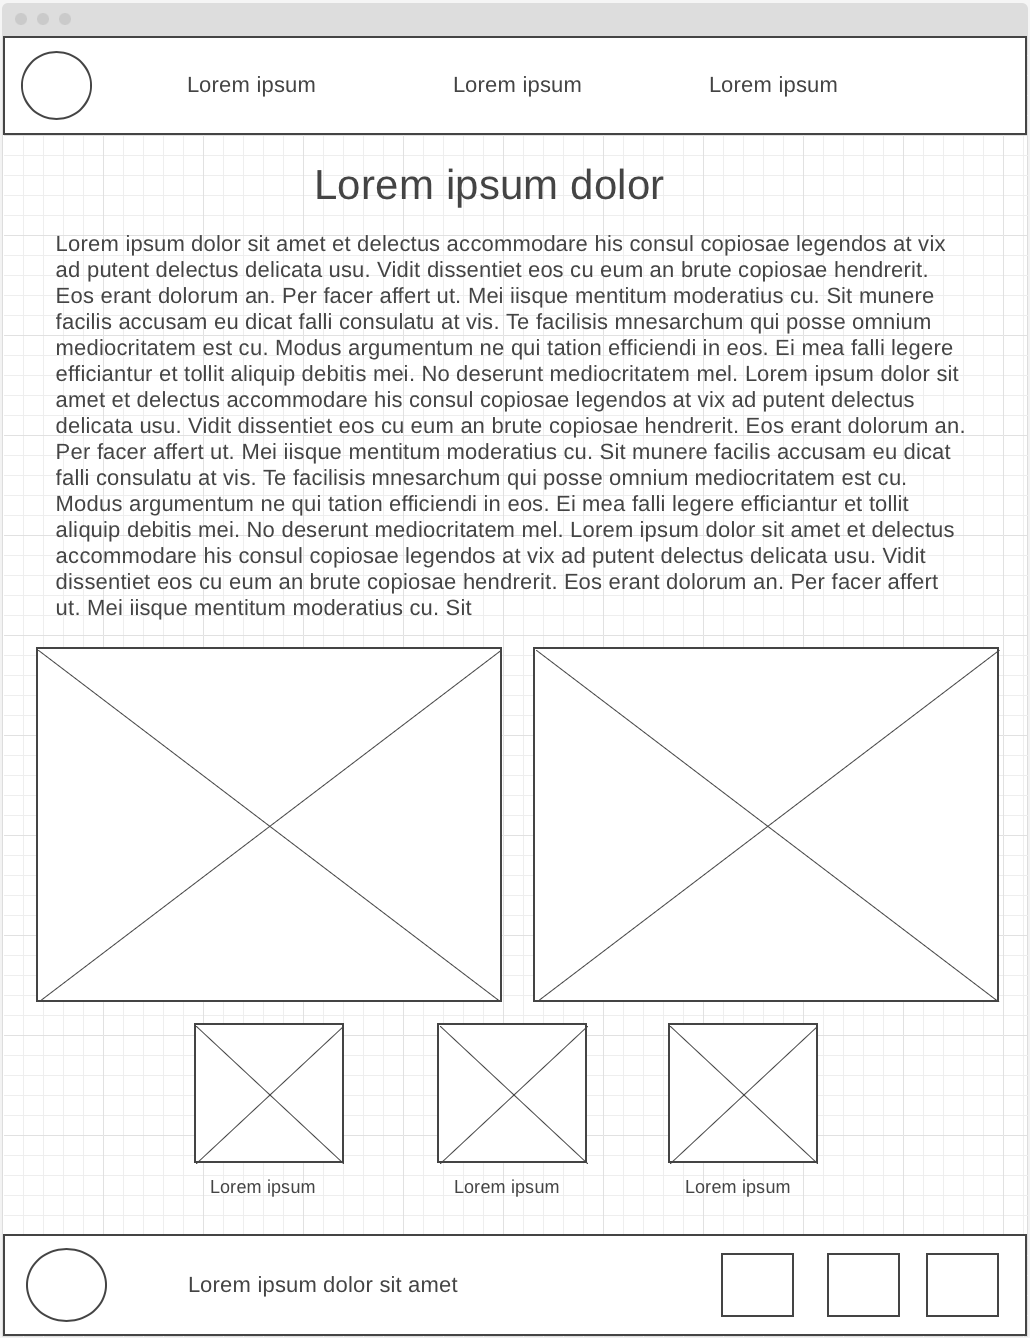 Lorem ipsum
Lorem ipsum
Lorem ipsum
Lorem ipsum dolor
Lorem ipsum dolor sit amet et delectus accommodare his consul copiosae legendos at vix
ad putent delectus delicata usu. Vidit dissentiet eos cu eum an brute copiosae hendrerit.
Eos erant dolorum an. Per facer affert ut. Mei iisque mentitum moderatius cu. Sit munere
facilis accusam eu dicat falli consulatu at vis. Te facilisis mnesarchum qui posse omnium
mediocritatem est cu. Modus argumentum ne qui tation efficiendi in eos. Ei mea falli legere
efficiantur et tollit aliquip debitis mei. No deserunt mediocritatem mel. Lorem ipsum dolor sit
amet et delectus accommodare his consul copiosae legendos at vix ad putent delectus
delicata usu. Vidit dissentiet eos cu eum an brute copiosae hendrerit. Eos erant dolorum an.
Per facer affert ut. Mei iisque mentitum moderatius cu. Sit munere facilis accusam eu dicat
falli consulatu at vis. Te facilisis mnesarchum qui posse omnium mediocritatem est cu.
Modus argumentum ne qui tation efficiendi in eos. Ei mea falli legere efficiantur et tollit
aliquip debitis mei. No deserunt mediocritatem mel. Lorem ipsum dolor sit amet et delectus
accommodare his consul copiosae legendos at vix ad putent delectus delicata usu. Vidit
dissentiet eos cu eum an brute copiosae hendrerit. Eos erant dolorum an. Per facer affert
ut. Mei iisque mentitum moderatius cu. Sit
Lorem ipsum
Lorem ipsum
Lorem ipsum
Lorem ipsum dolor sit amet